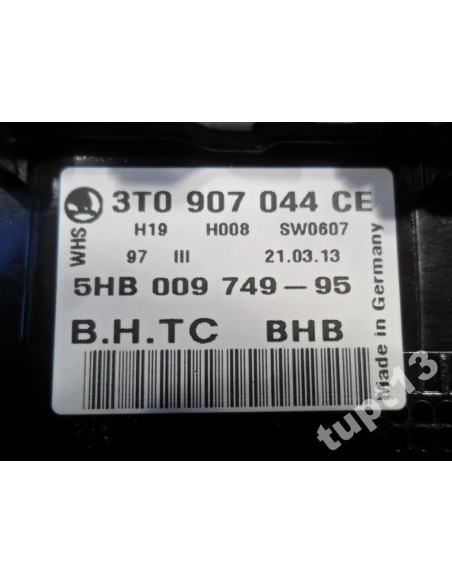 3T0 907 044 CE
WHS
H19 H008 SW0607
97 III 21.03.13
5HB 009 749-95
B.H.TC BHB
Made in Germany
tupt13